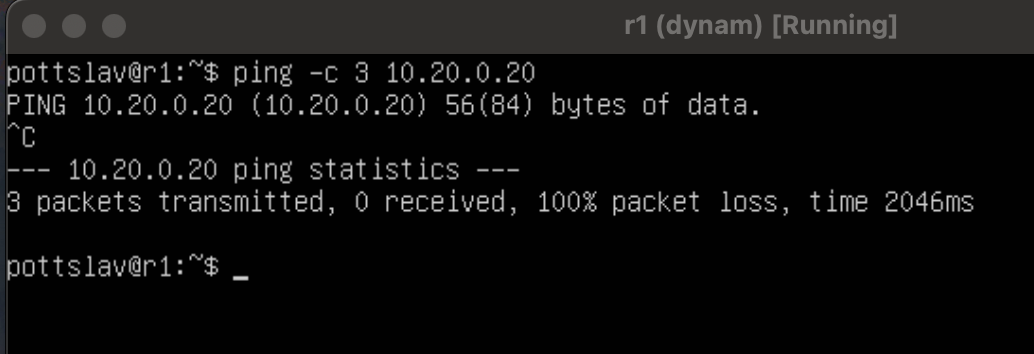 r1 (dynam) [Running]
pottslav@r1:~$ ping -c 3 10.20.0.20
PING 10.20.0.20 (10.20.0.20) 56(84) bytes of data.
^C
--- 10.20.0.20 ping statistics ---
3 packets transmitted, 0 received, 100% packet loss, time 2046ms
pottslav@r1:~$ _